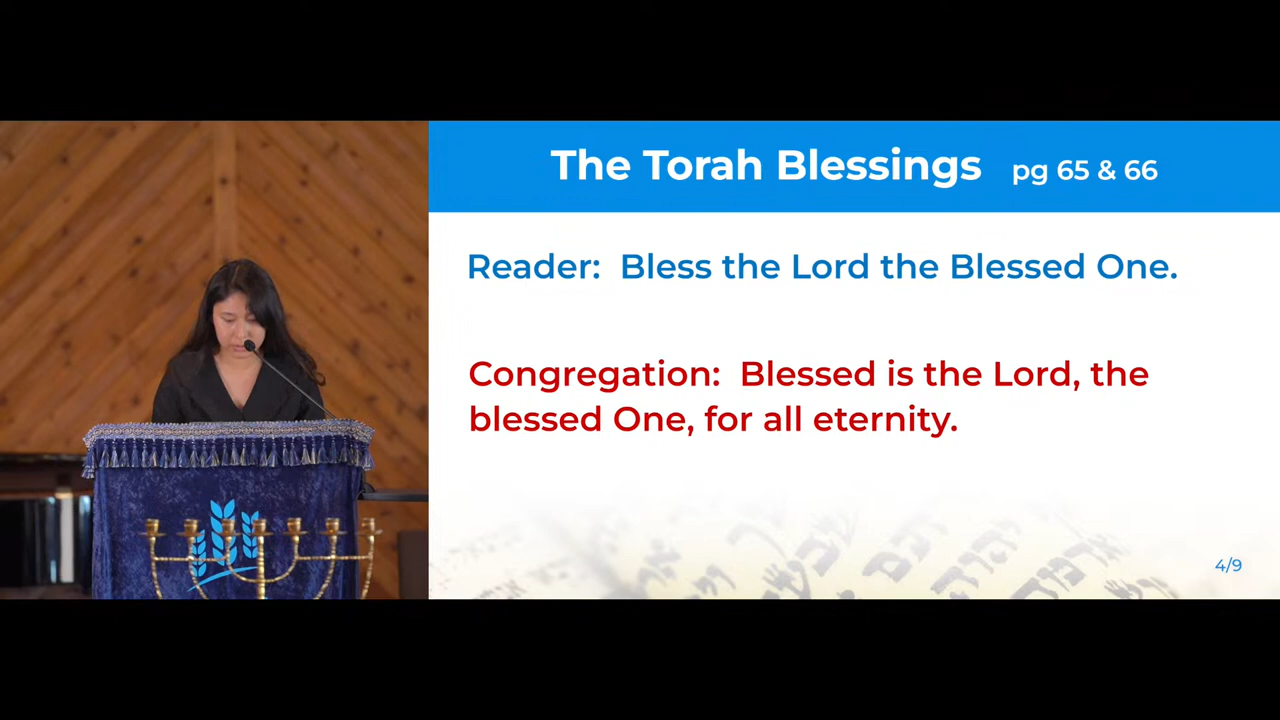 The Torah Blessings pg 65 & 66
Reader: Bless the Lord the Blessed One.
Congregation: Blessed is the Lord, the
blessed One, for all eternity.
4/9